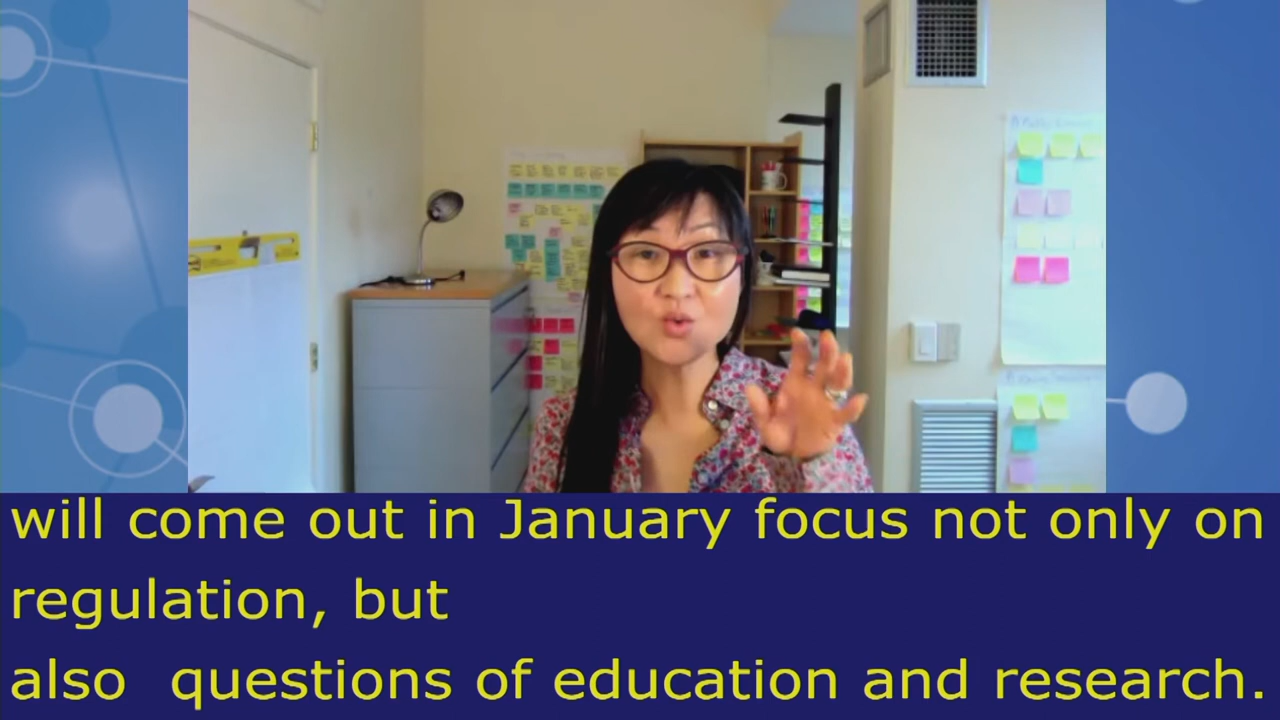 will come out in January focus not only on
regulation, but
also  questions of education and research.